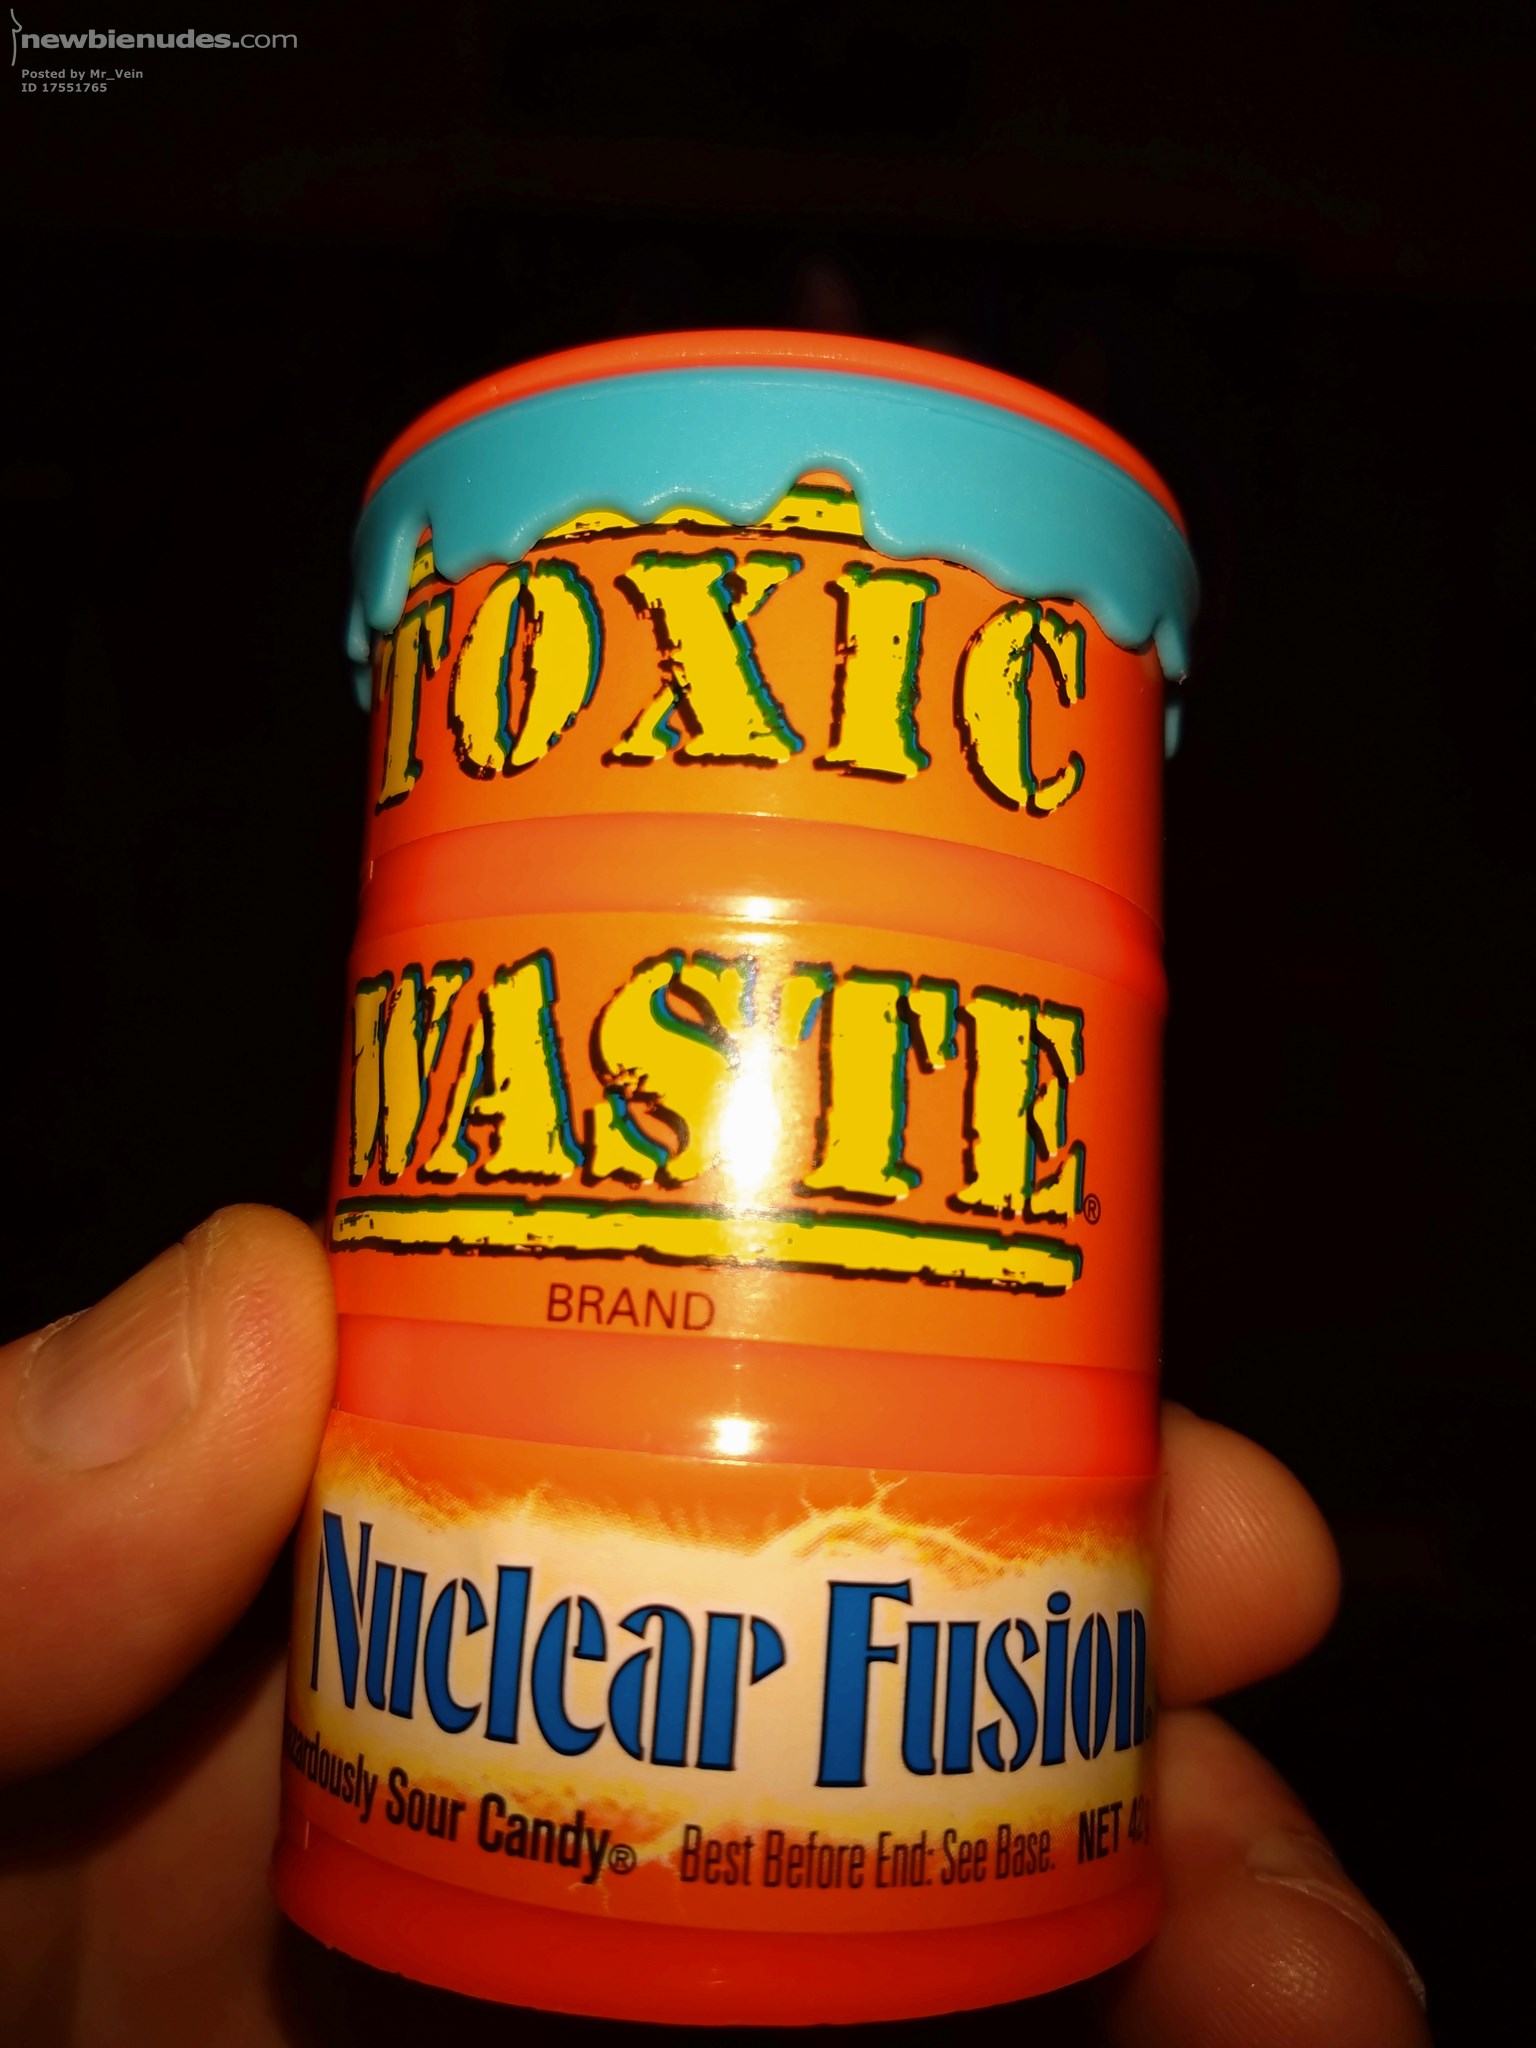 newbienudes.com
Posted by Mr_Vein
ID 17551765
TOXIC
WASTE®
BRAND
Nuclear Fusion
Sour Candy® Best Before End: See Base. NET 42g